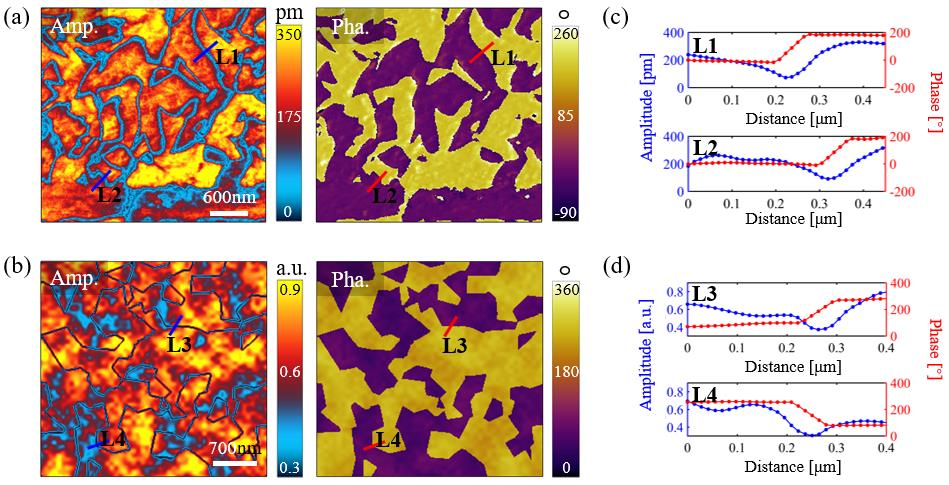 (a)
Amp.
L1
L2
600nm
pm
350
175
0
Pha.
L1
L2
°
260
85
-90
(c)
L1
400
200
0
200
0
-200
0
0.1
0.2
0.3
0.4
Distance [μm]
L2
400
200
0
200
0
-200
0
0.1
0.2
0.3
0.4
Distance [μm]
Amplitude [pm]
Phase [°]
(b)
Amp.
L3
L4
700nm
a.u.
0.9
0.6
0.3
Pha.
L3
L4
°
360
180
0
(d)
L3
0.8
0.6
0.4
400
200
0
0
0.1
0.2
0.3
0.4
Distance [μm]
L4
0.8
0.6
0.4
400
200
0
0
0.1
0.2
0.3
0.4
Distance [μm]
Amplitude [a.u.]
Phase [°]